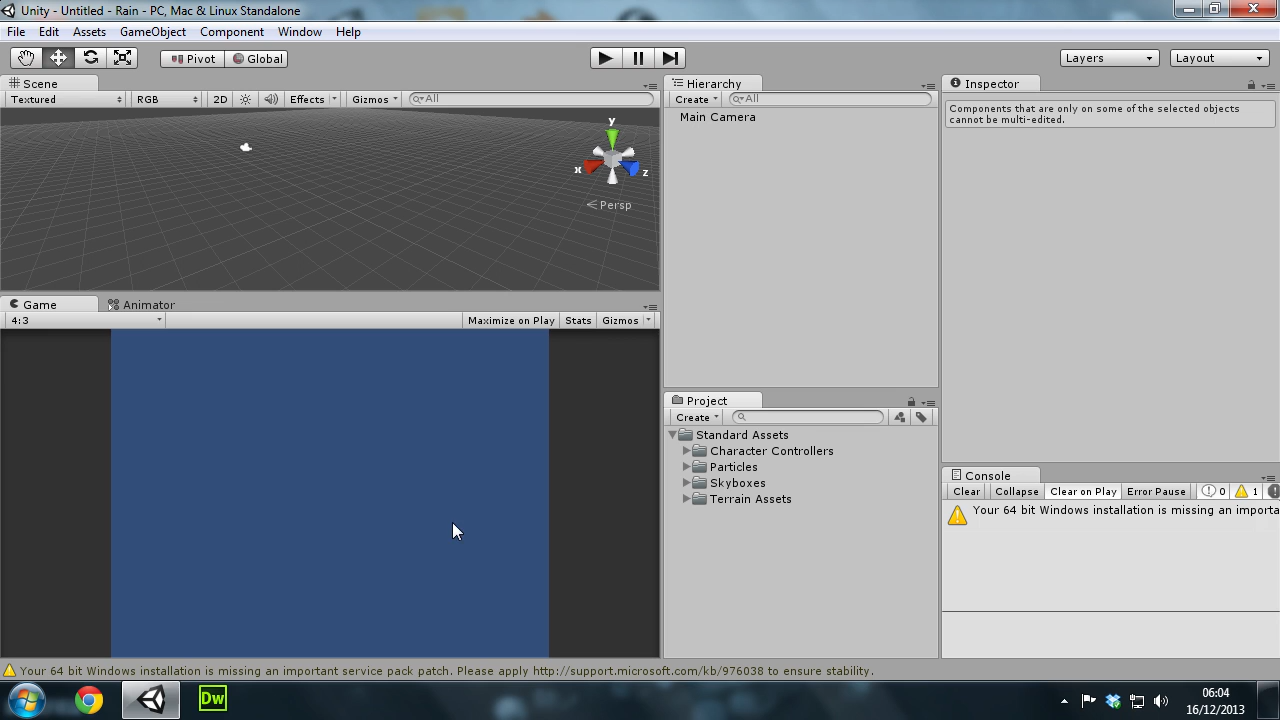 Unity - Untitled - Rain - PC, Mac & Linux Standalone
File Edit Assets GameObject Component Window Help
Pivot Global Layers Layout
Scene
Textured RGB 2D Effects Gizmos All
y
x z
Persp
Game Animator
4:3 Maximize on Play Stats Gizmos
Hierarchy
Create All
Main Camera
Project
Create
Standard Assets
Character Controllers
Particles
Skyboxes
Terrain Assets
Inspector
Components that are only on some of the selected objects
cannot be multi-edited.
Console
Clear Collapse Clear on Play Error Pause 0 1
Your 64 bit Windows installation is missing an importa
Your 64 bit Windows installation is missing an important service pack patch. Please apply http://support.microsoft.com/kb/976038 to ensure stability.
Dw
06:04
16/12/2013